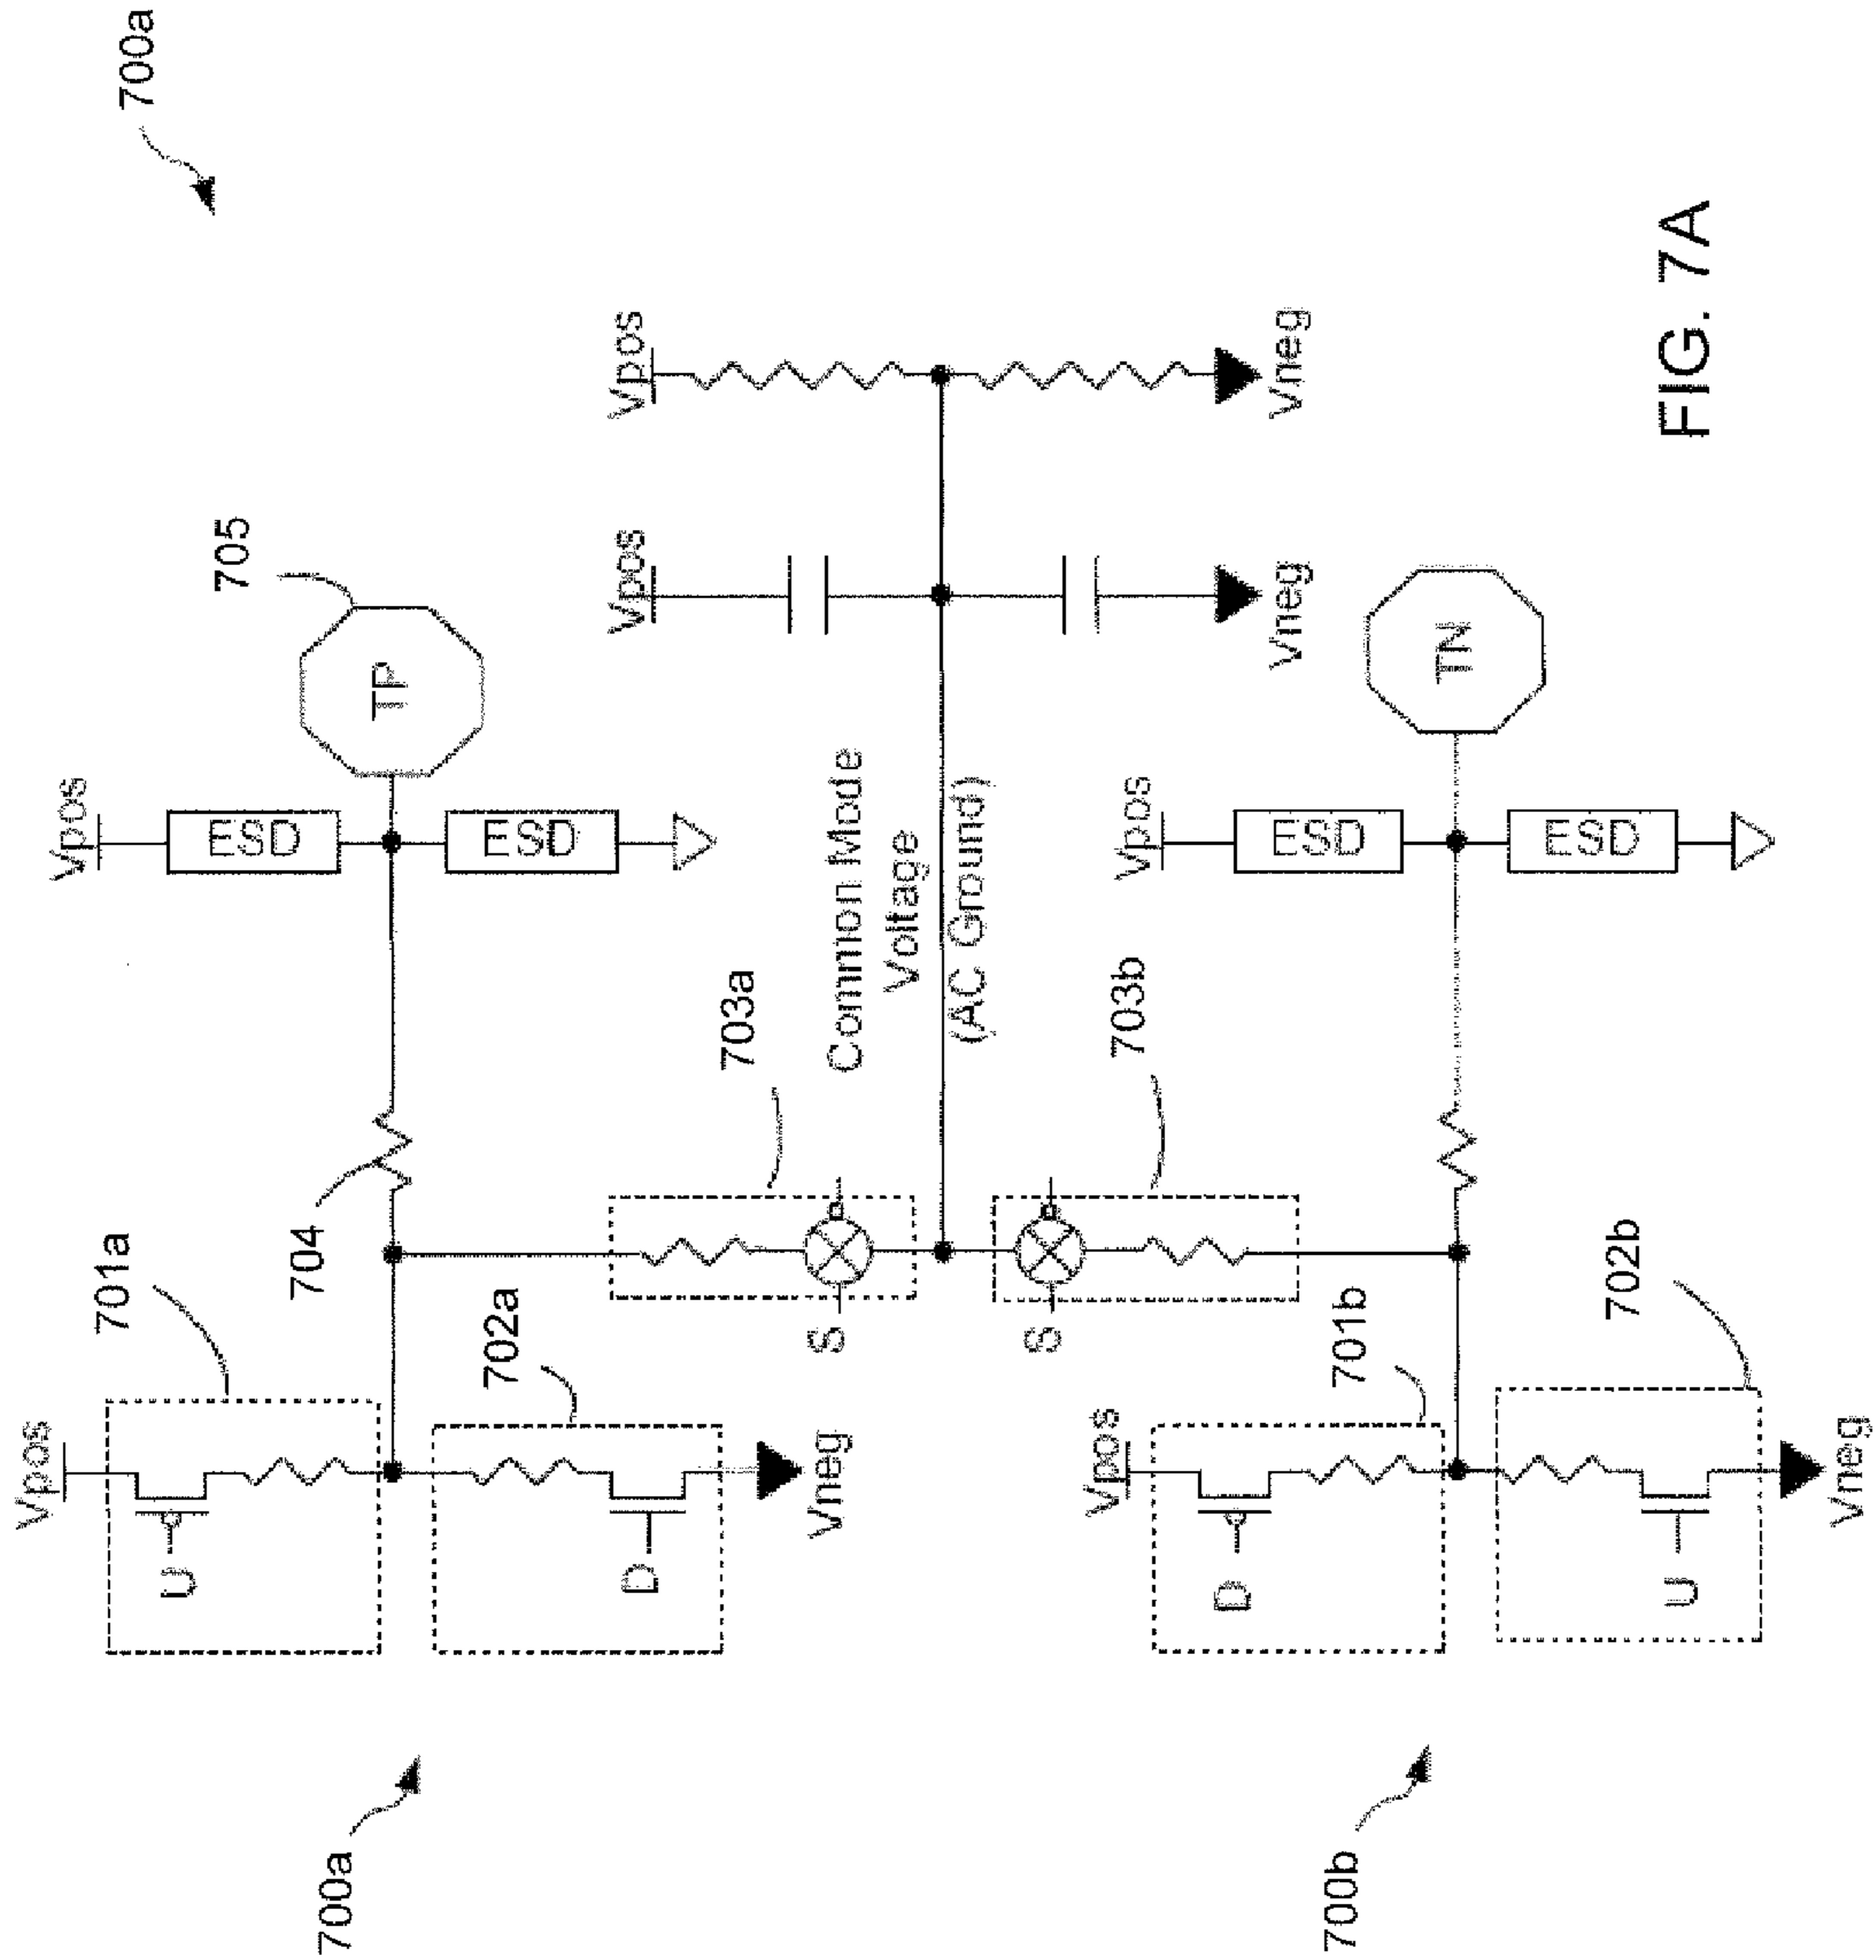 700a
705
Vpos
ESD
ESD
TP
Vpos
Vpos
704
701a
Vpos
U
702a
D
Vneg
703a
S
Common Mode
Voltage
(AC Ground)
703b
S
Vneg
Vneg
700a
701b
Vpos
D
702b
U
Vneg
Vpos
ESD
ESD
TN
700b
FIG. 7A